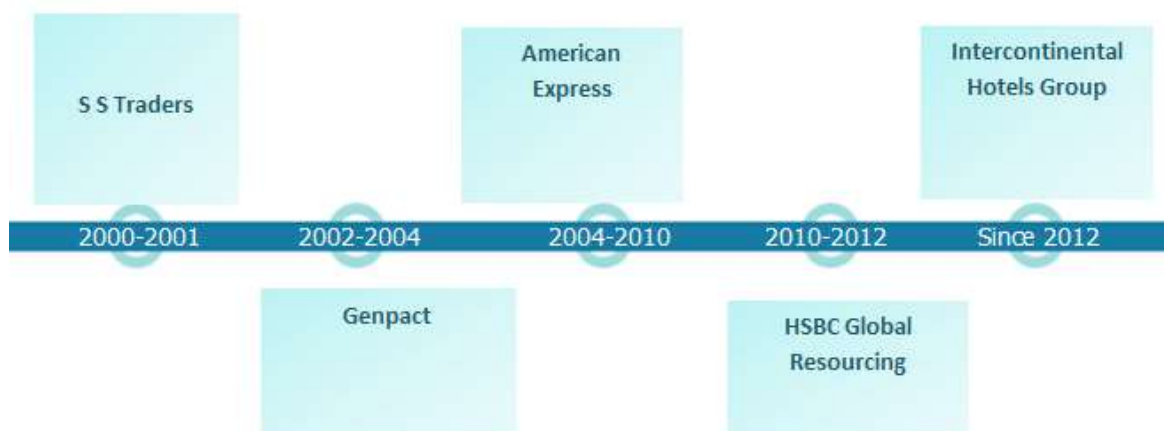 American
Express
Intercontinental
Hotels Group
S S Traders
2000-2001
2002-2004
2004-2010
2010-2012
Since 2012
Genpact
HSBC Global
Resourcing